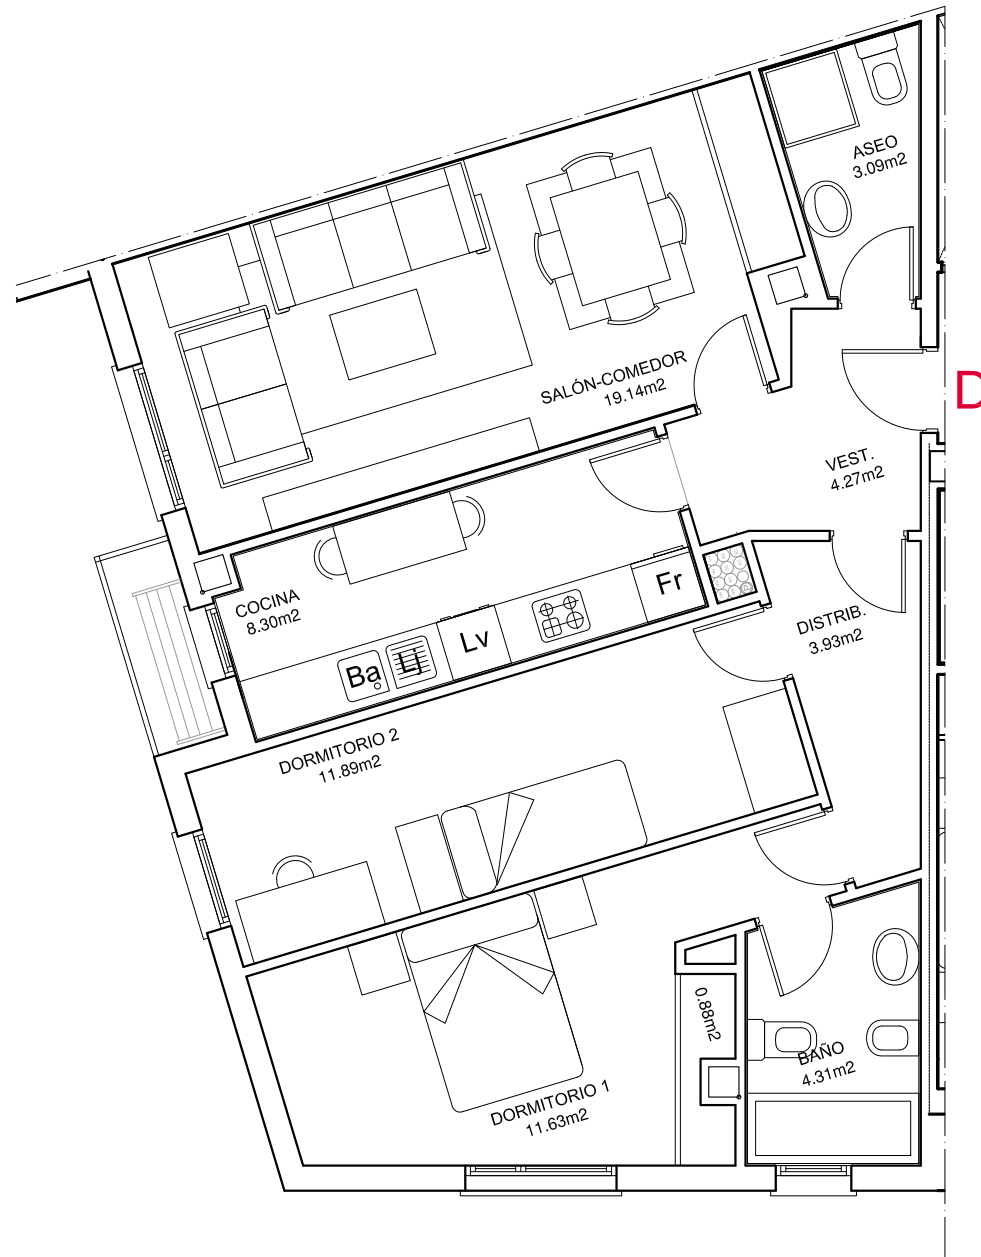 ASEO
3.09m2
D
SALÓN-COMEDOR
19.14m2
VEST.
4.27m2
COCINA
8.30m2
Fr
Lv
Lj
Ba
DISTRIB.
3.93m2
DORMITORIO 2
11.89m2
0.88m2
BAÑO
4.31m2
DORMITORIO 1
11.63m2